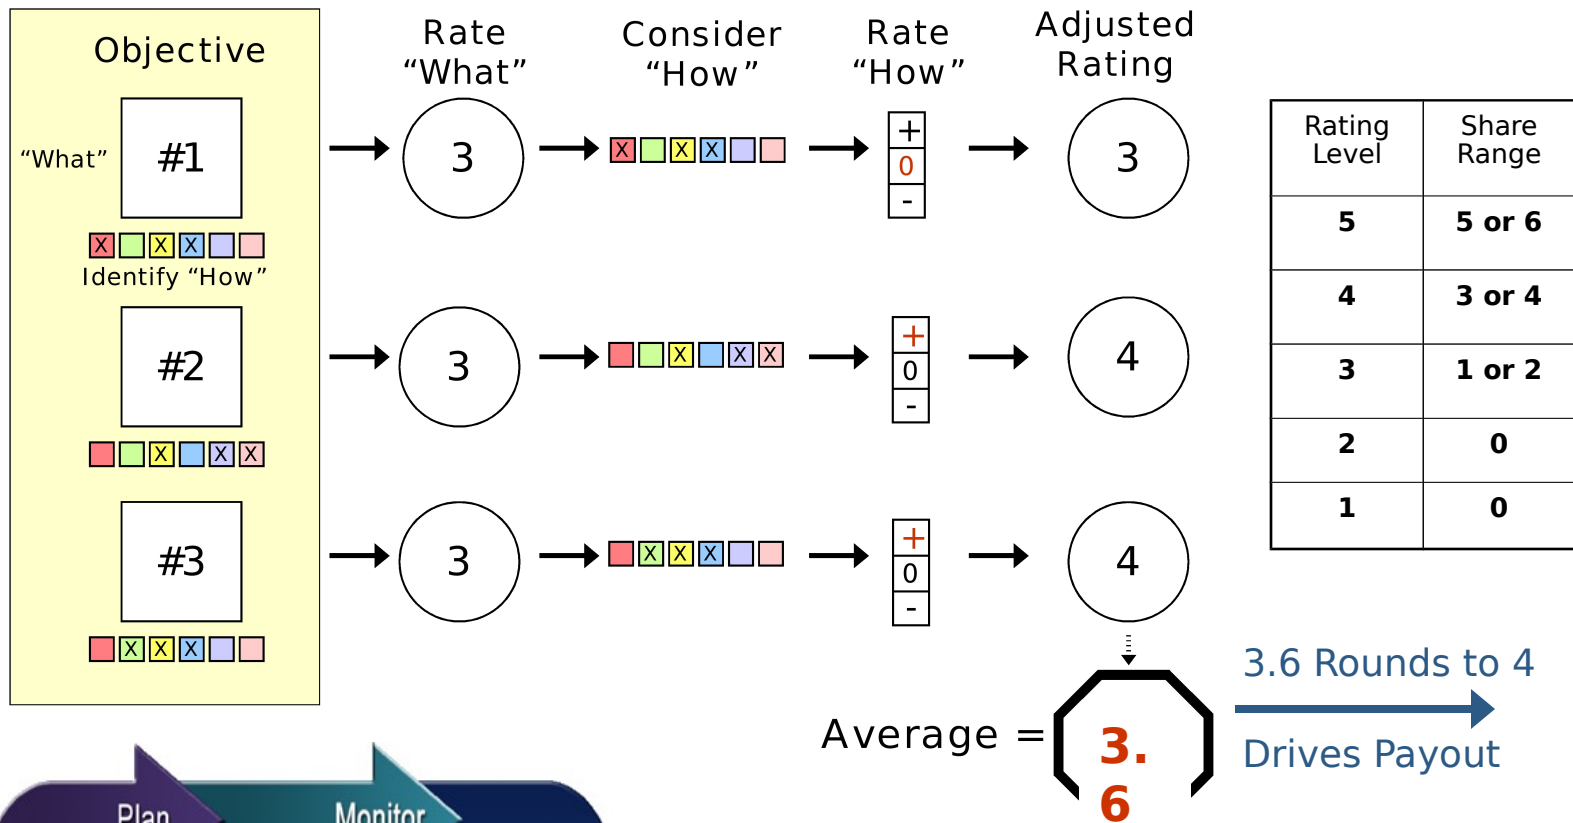 Objective
Rate
“What”
Consider
“How”
Rate
“How”
Adjusted
Rating
“What”
#1
X X X
Identify “How”
3
X X X
+
0
-
3
#2
X X X
3
X X X
+
0
-
4
#3
X X X
3
X X X
+
0
-
4
Rating Level Share Range
5 5 or 6
4 3 or 4
3 1 or 2
2 0
1 0
Average =
3.
6
3.6 Rounds to 4
Drives Payout
Plan
Monitor